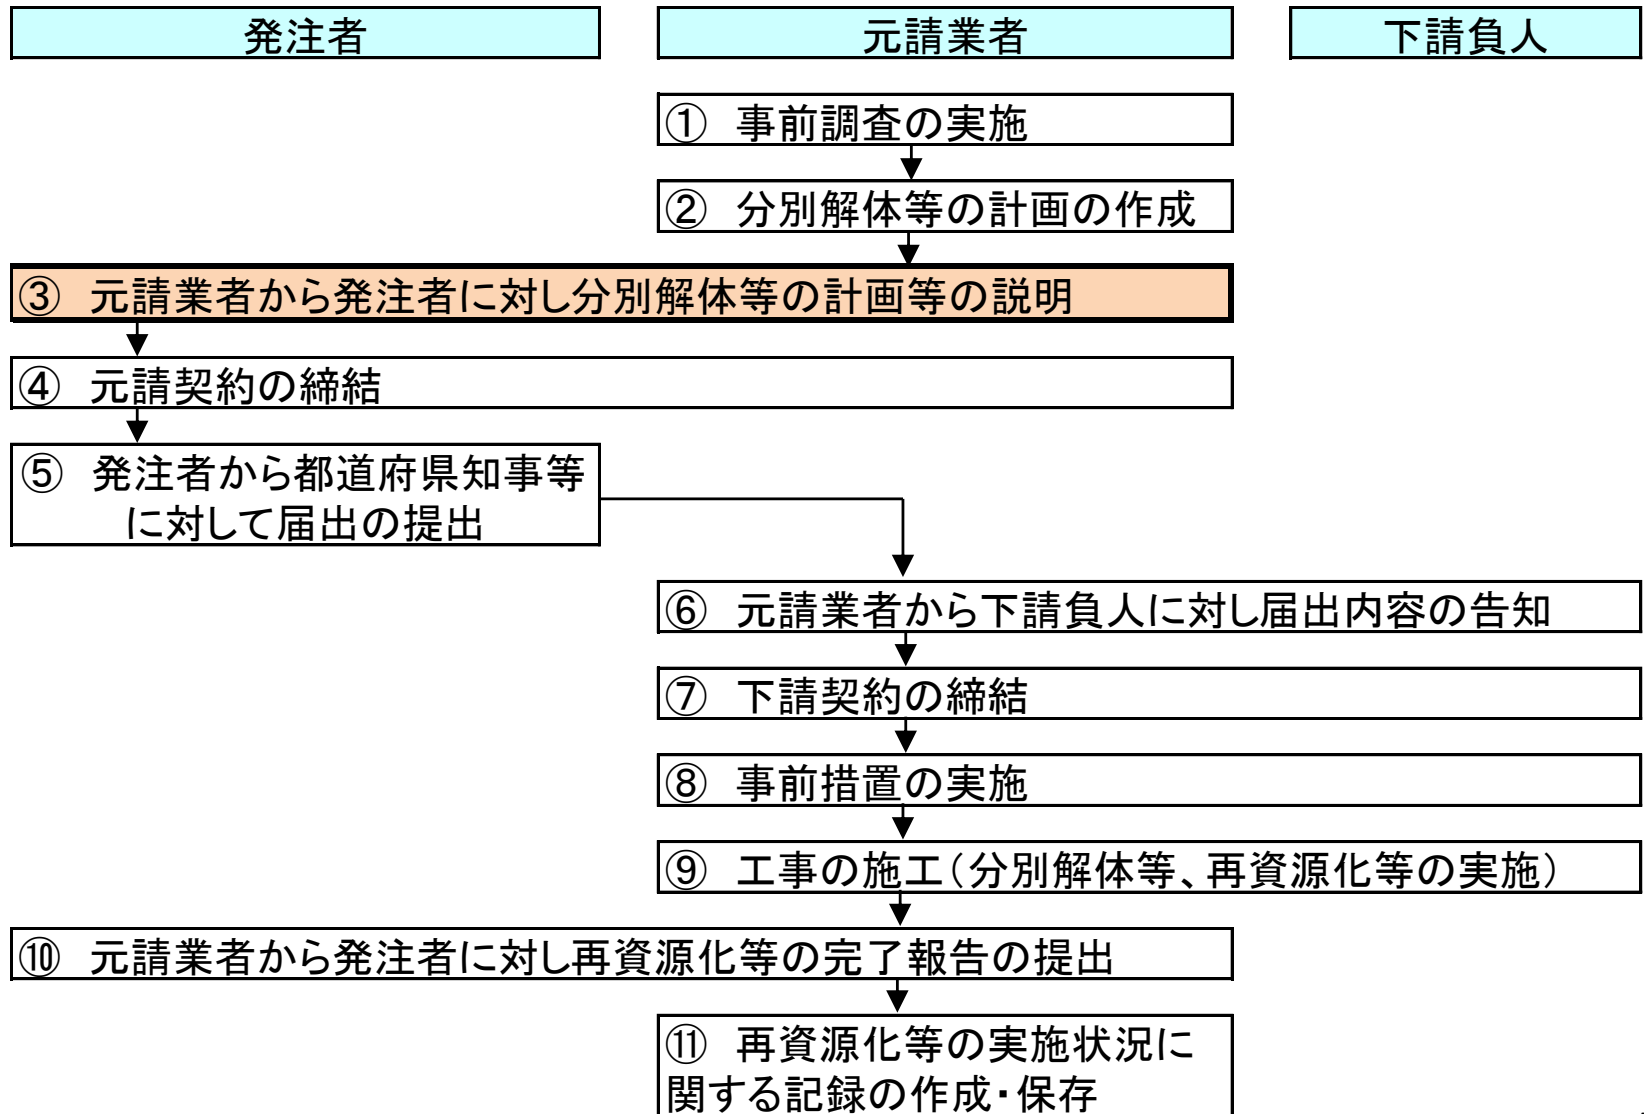 発注者
元請業者
下請負人
① 事前調査の実施
② 分別解体等の計画の作成
③ 元請業者から発注者に対し分別解体等の計画等の説明
④ 元請契約の締結
⑤ 発注者から都道府県知事等
に対して届出の提出
⑥ 元請業者から下請負人に対し届出内容の告知
⑦ 下請契約の締結
⑧ 事前措置の実施
⑨ 工事の施工（分別解体等、再資源化等の実施）
⑩ 元請業者から発注者に対し再資源化等の完了報告の提出
⑪ 再資源化等の実施状況に
関する記録の作成・保存